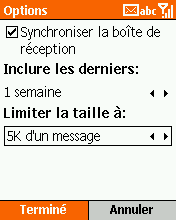 Options
abc
Synchroniser la boîte de
réception
Inclure les derniers:
1 semaine
Limiter la taille à:
5K d'un message
Terminé
Annuler